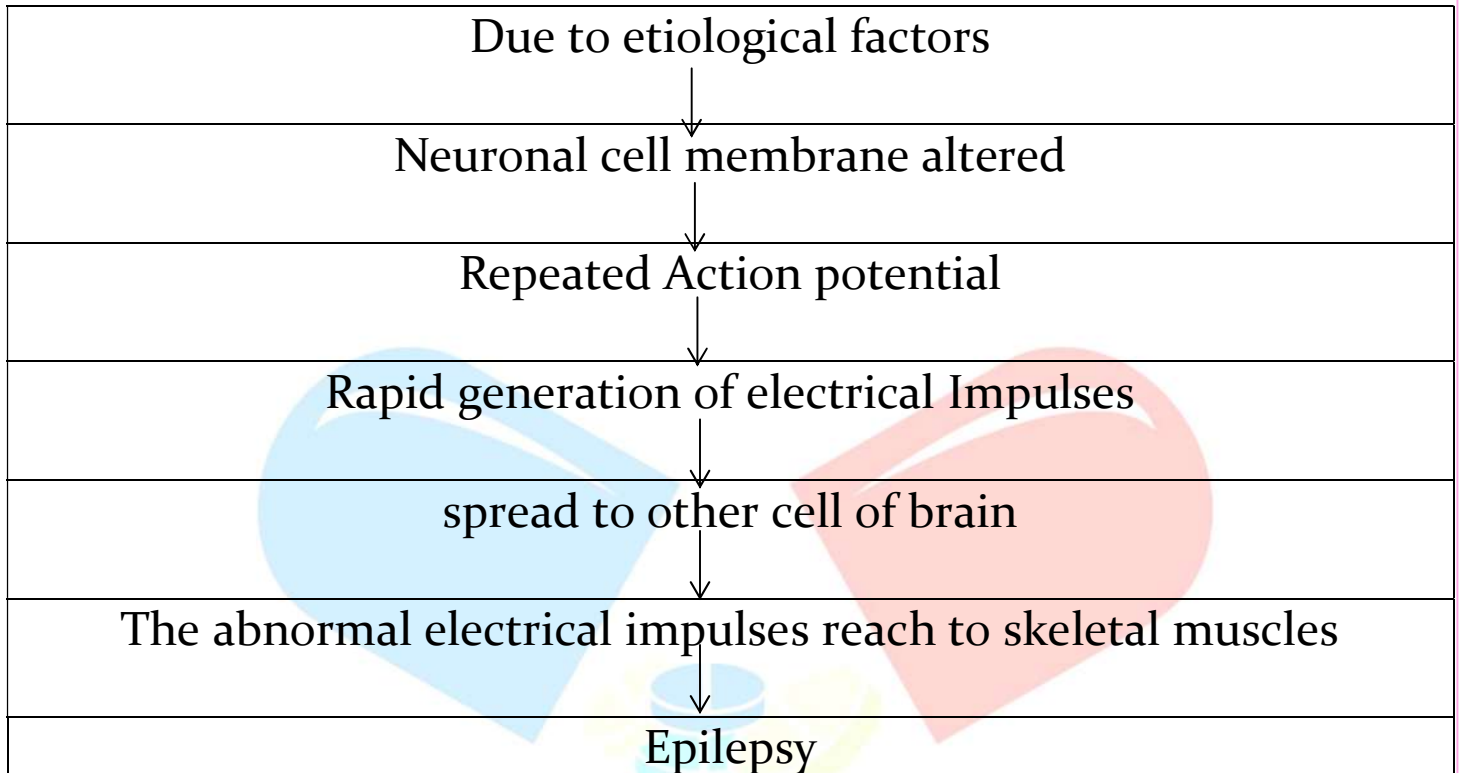 Due to etiological factors
Neuronal cell membrane altered
Repeated Action potential
Rapid generation of electrical Impulses
spread to other cell of brain
The abnormal electrical impulses reach to skeletal muscles
Epilepsy